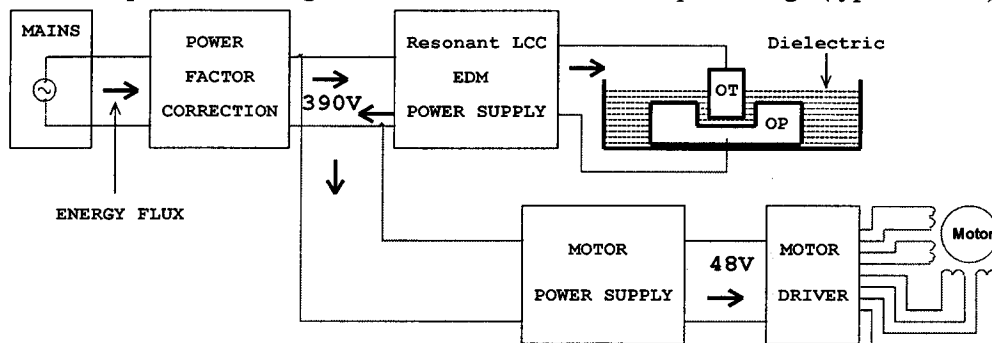 MAINS
POWER
FACTOR
CORRECTION
390V
Resonant LCC
EDM
POWER SUPPLY
Dielectric
OT
OP
ENERGY FLUX
MOTOR
POWER SUPPLY
48V
MOTOR
DRIVER
Motor